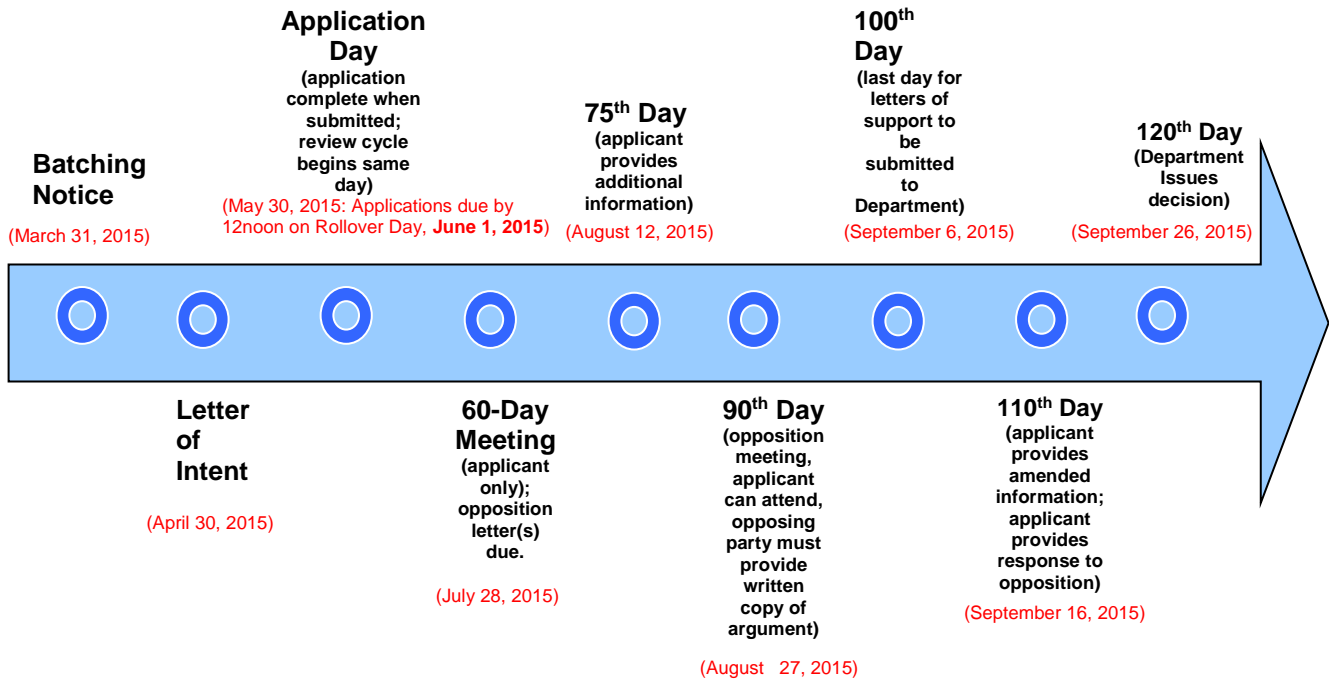 Batching
Notice
(March 31, 2015)
Letter
of
Intent
(April 30, 2015)
Application
Day
(application
complete when
submitted;
review cycle
begins same
day)
(May 30, 2015: Applications due by
12noon on Rollover Day, June 1, 2015)
60-Day
Meeting
(applicant
only);
opposition
letter(s)
due.
(July 28, 2015)
75th Day
(applicant
provides
additional
information)
(August 12, 2015)
90th Day
(opposition
meeting,
applicant
can attend,
opposing
party must
provide
written
copy of
argument)
(August 27, 2015)
100th
Day
(last day for
letters of
support to
be
submitted
to
Department)
(September 6, 2015)
110th Day
(applicant
provides
amended
information;
applicant
provides
response to
opposition)
(September 16, 2015)
120th Day
(Department
Issues
decision)
(September 26, 2015)